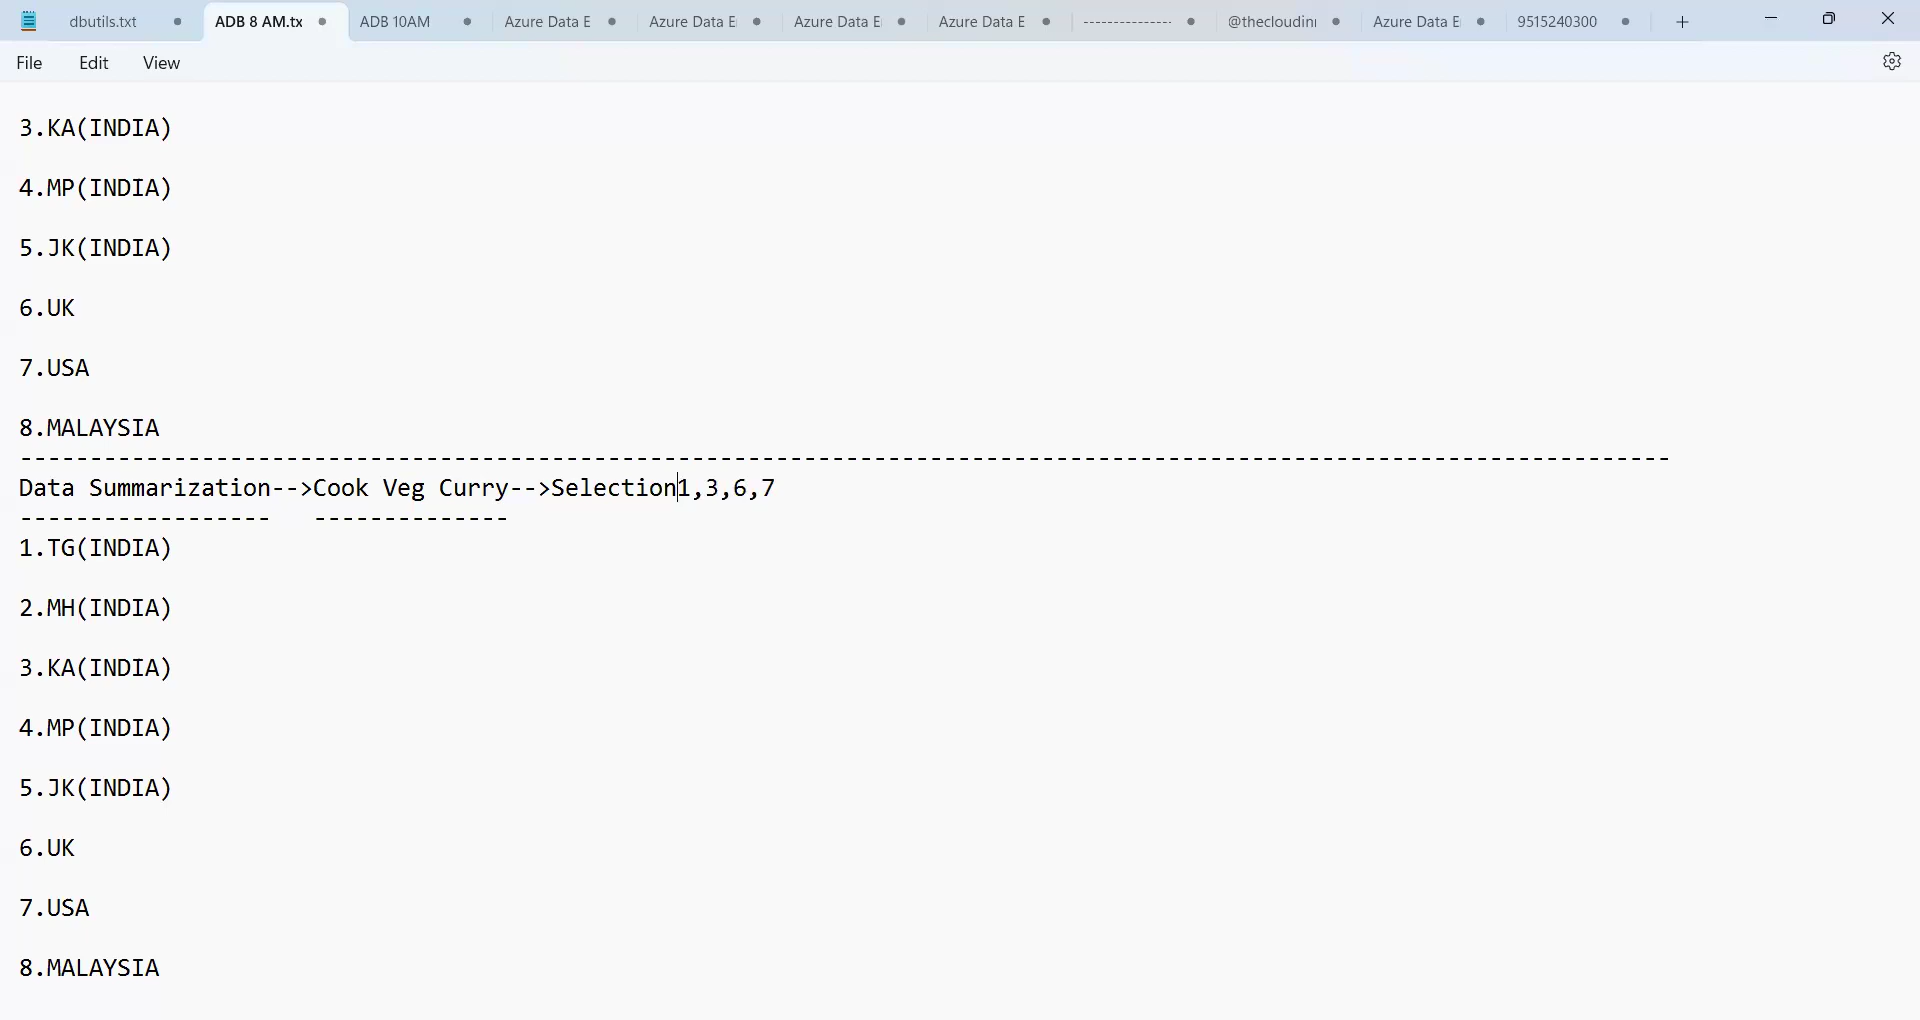 dbutils.txt ADB 8 AM.tx ADB 10AM Azure Data E Azure Data E Azure Data E Azure Data E --------------- @thecloudin Azure Data E 9515240300
File Edit View
3.KA(INDIA)
4.MP(INDIA)
5.JK(INDIA)
6.UK
7.USA
8.MALAYSIA
----------------------------------------------------------------------------------------------------------------------
Data Summarization-->Cook Veg Curry-->Selection1,3,6,7
------------------   --------------
1.TG(INDIA)
2.MH(INDIA)
3.KA(INDIA)
4.MP(INDIA)
5.JK(INDIA)
6.UK
7.USA
8.MALAYSIA